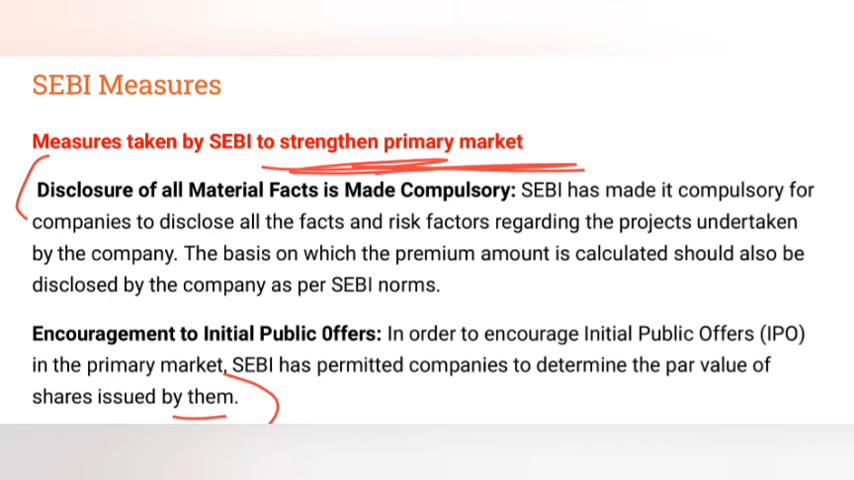 SEBI Measures
Measures taken by SEBI to strengthen primary market
Disclosure of all Material Facts is Made Compulsory: SEBI has made it compulsory for
companies to disclose all the facts and risk factors regarding the projects undertaken
by the company. The basis on which the premium amount is calculated should also be
disclosed by the company as per SEBI norms.
Encouragement to Initial Public 0ffers: In order to encourage Initial Public Offers (IPO)
in the primary market, SEBI has permitted companies to determine the par value of
shares issued by them.